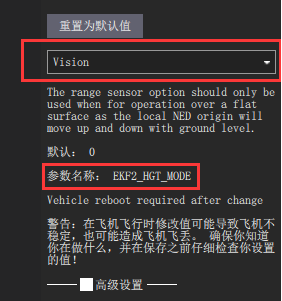 重置为默认值
Vision
The range sensor option should only be
used when for operation over a flat
surface as the local NED origin will
move up and down with ground level.
默认： 0
参数名称： EKF2_HGT_MODE
Vehicle reboot required after change
警告：在飞机飞行时修改值可能导致飞机不
稳定，也可能造成飞机飞丢。 确保你知道
你在做什么，并在保存之前仔细检查你设置
的值！
高级设置